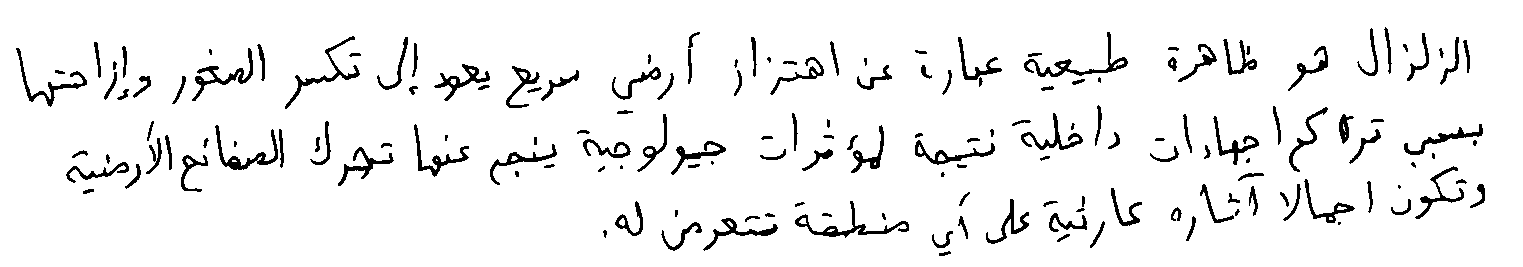 الزلزال هو ظاهرة طبيعية عبارة عن اهتزاز أرضي سريع يعود إلى تكسر الصخور وإزاحتها
بسبب تراكم اجهادات داخلية نتيجة لمؤثرات جيولوجية ينجم عنها تحرك الصفائح الأرضية
وتكون اجمالا آثاره كارثية على أي منطقة تتعرض له.